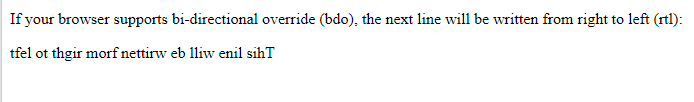 If your browser supports bi-directional override (bdo), the next line will be written from right to left (rtl):
tfel ot thgir morf nettirw eb lliw enil sihT